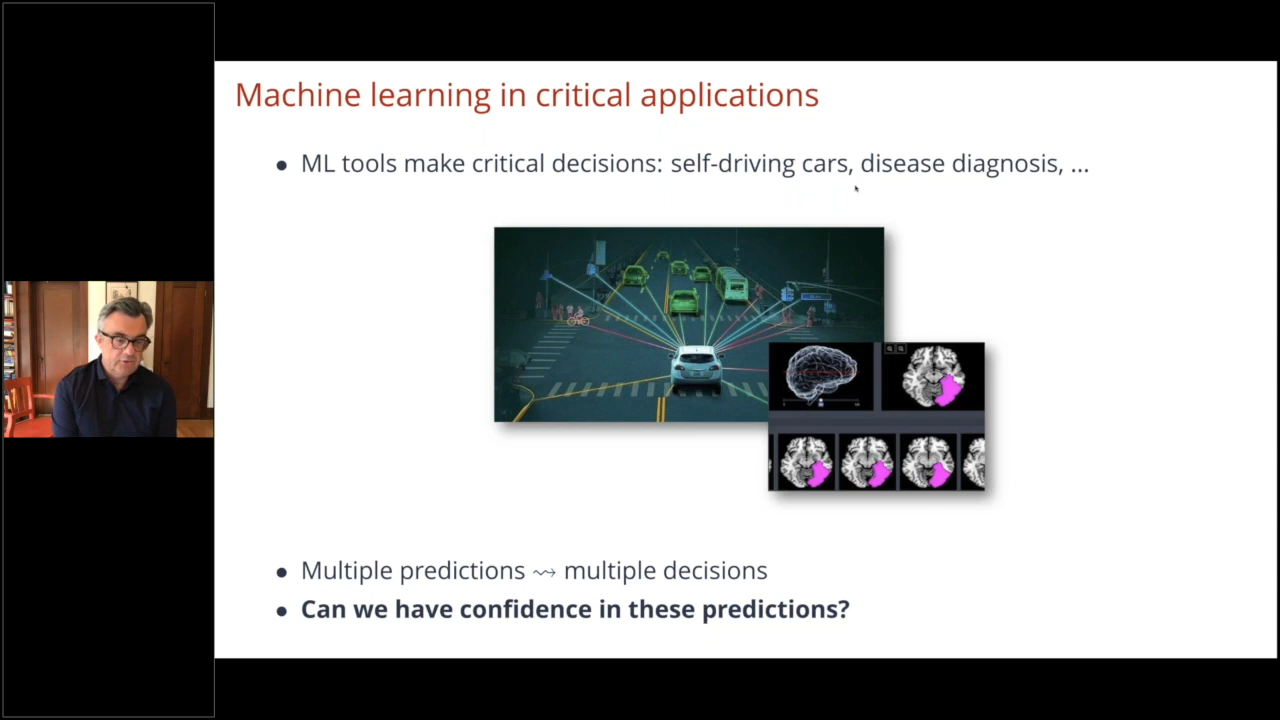 Machine learning in critical applications
● ML tools make critical decisions: self-driving cars, disease diagnosis, ...
● Multiple predictions ⇝ multiple decisions
● Can we have confidence in these predictions?